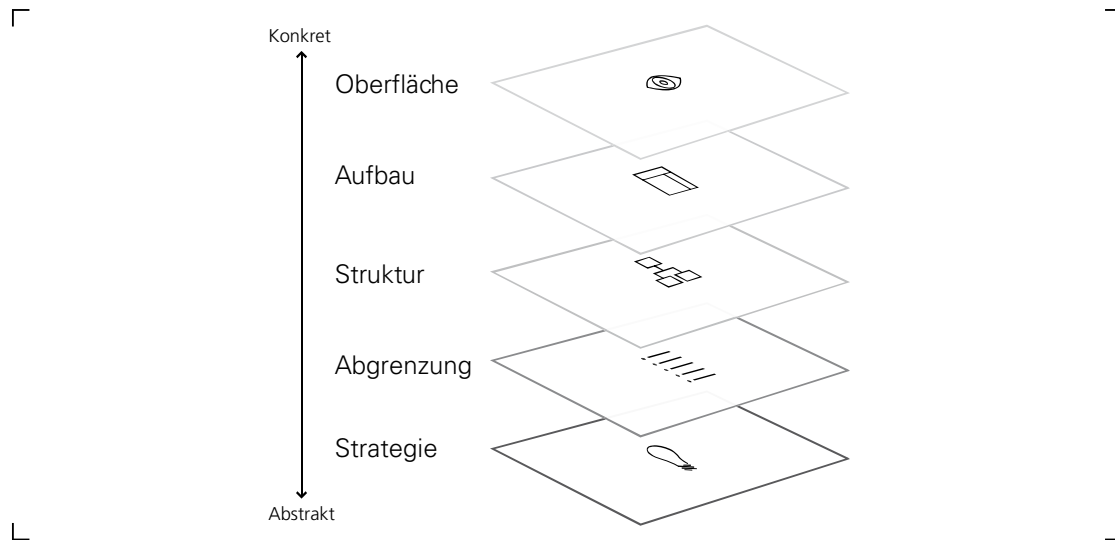 Konkret
Oberfläche
Aufbau
Struktur
Abgrenzung
Strategie
Abstrakt